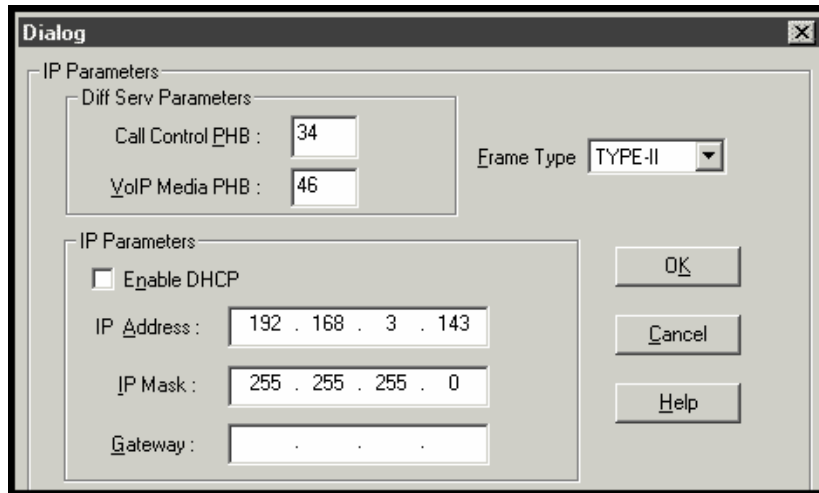 Dialog
IP Parameters
Diff Serv Parameters
Call Control PHB : 34
VoIP Media PHB : 46
Frame Type TYPE-II
IP Parameters
Enable DHCP
IP Address : 192 . 168 . 3 . 143
IP Mask : 255 . 255 . 255 . 0
Gateway : . . .
OK
Cancel
Help